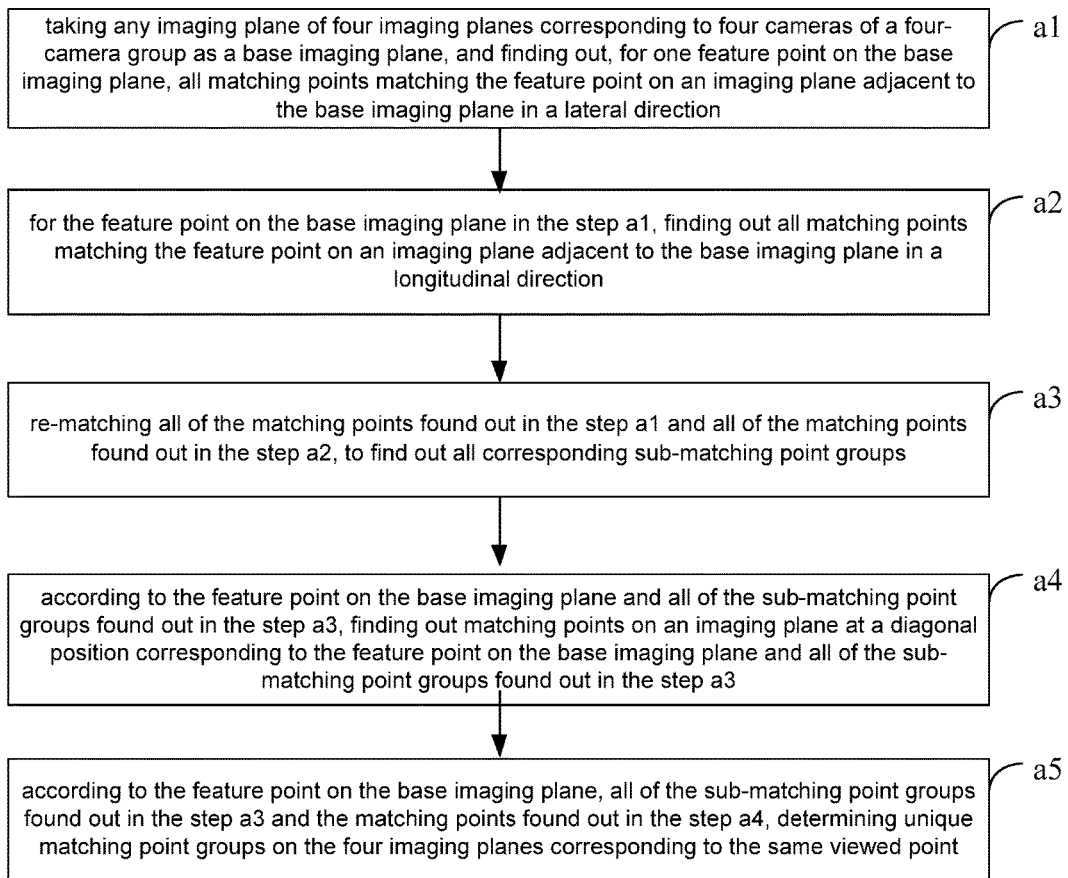 taking any imaging plane of four imaging planes corresponding to four cameras of a four-
camera group as a base imaging plane, and finding out, for one feature point on the base
imaging plane, all matching points matching the feature point on an imaging plane adjacent to
the base imaging plane in a lateral direction
a1
for the feature point on the base imaging plane in the step a1, finding out all matching points
matching the feature point on an imaging plane adjacent to the base imaging plane in a
longitudinal direction
a2
re-matching all of the matching points found out in the step a1 and all of the matching points
found out in the step a2, to find out all corresponding sub-matching point groups
a3
according to the feature point on the base imaging plane and all of the sub-matching point
groups found out in the step a3, finding out matching points on an imaging plane at a diagonal
position corresponding to the feature point on the base imaging plane and all of the sub-
matching point groups found out in the step a3
a4
according to the feature point on the base imaging plane, all of the sub-matching point groups
found out in the step a3 and the matching points found out in the step a4, determining unique
matching point groups on the four imaging planes corresponding to the same viewed point
a5